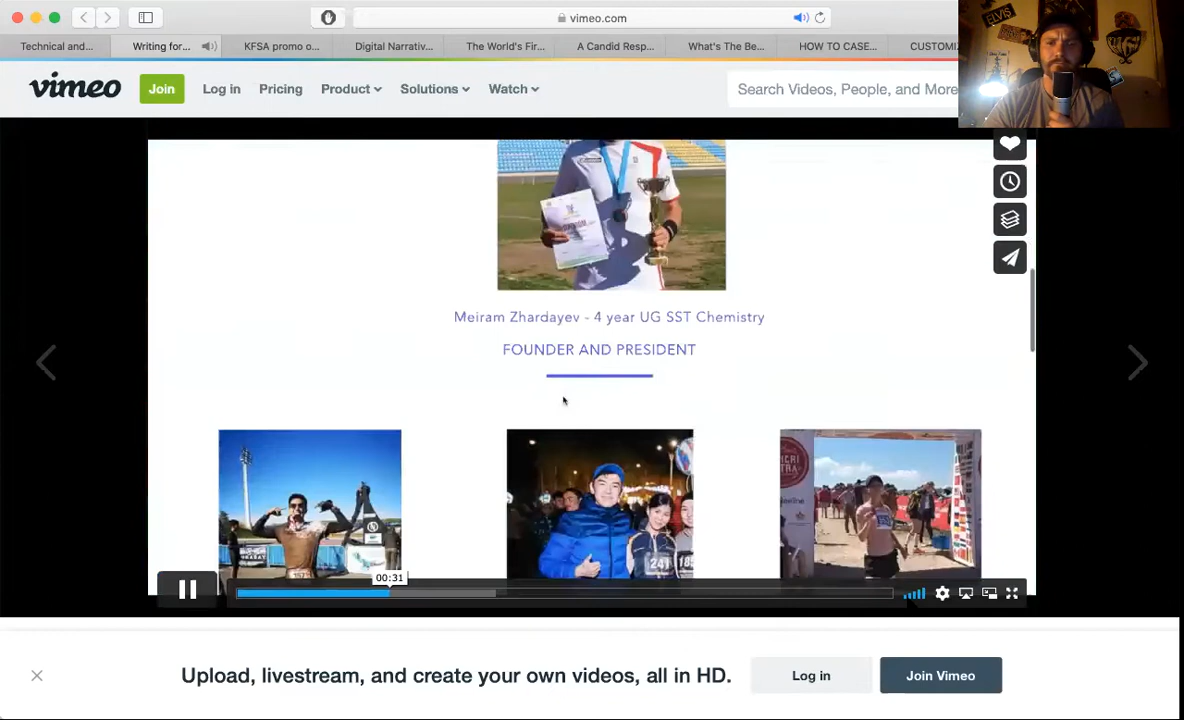 vimeo.com
Technical and...
Writing for...
KFSA promo o...
Digital Narrativ...
The World's Fir...
A Candid Resp...
What's The Be...
HOW TO CASE...
CUSTOMI
ELVIS
vimeo
Join
Log in
Pricing
Product
Solutions
Watch
Search Videos, People, and More
Meiram Zhardayev - 4 year UG SST Chemistry
FOUNDER AND PRESIDENT
241
00:31
Upload, livestream, and create your own videos, all in HD.
Log in
Join Vimeo